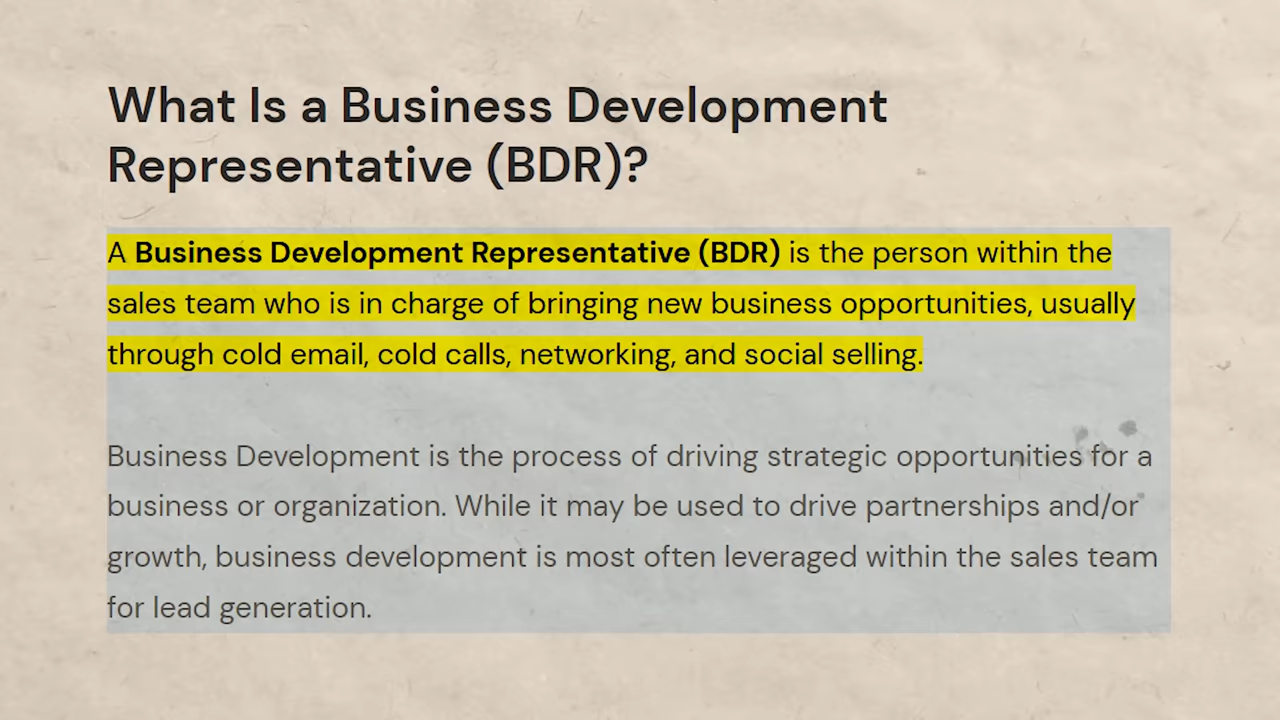 What Is a Business Development
Representative (BDR)?
A Business Development Representative (BDR) is the person within the
sales team who is in charge of bringing new business opportunities, usually
through cold email, cold calls, networking, and social selling.
Business Development is the process of driving strategic opportunities for a
business or organization. While it may be used to drive partnerships and/or
growth, business development is most often leveraged within the sales team
for lead generation.